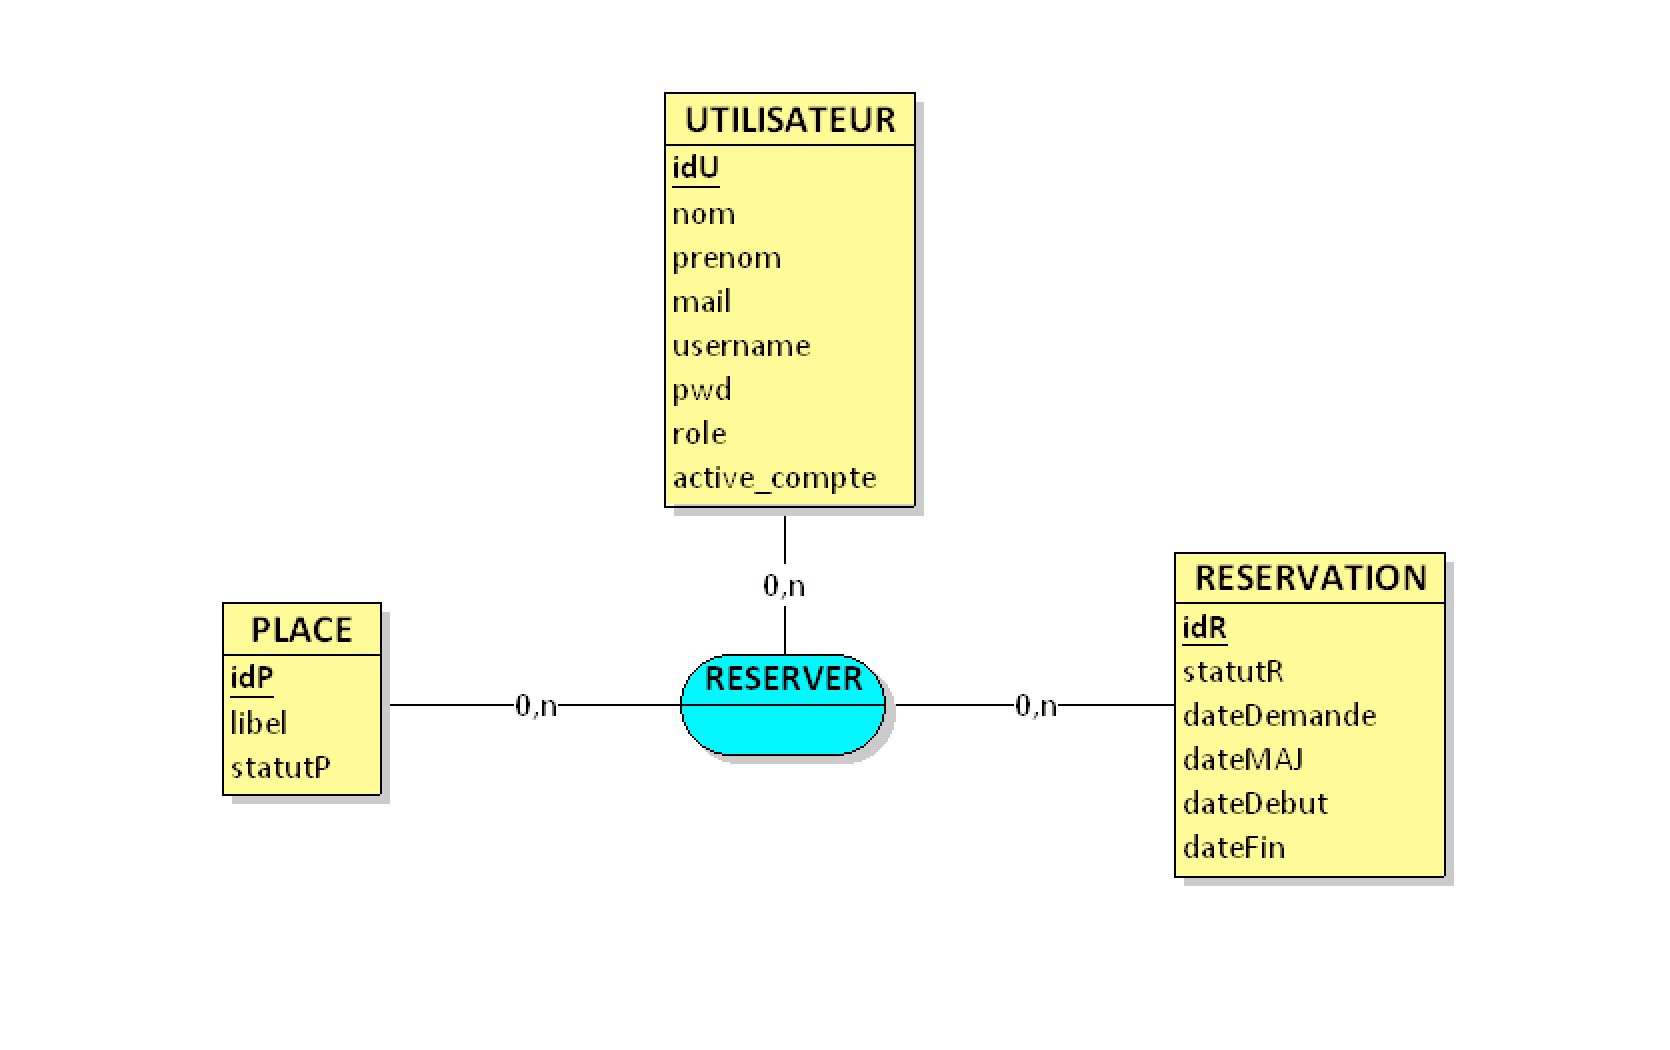 UTILISATEUR
idU
nom
prenom
mail
username
pwd
role
active_compte
0,n
PLACE
idP
libel
statutP
0,n
RESERVER
0,n
RESERVATION
idR
statutR
dateDemande
dateMAJ
dateDebut
dateFin